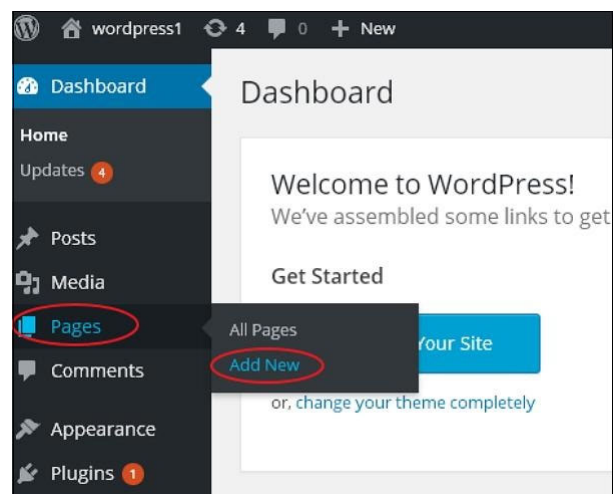 wordpress1 4 0 + New
Dashboard
Home
Updates 4
Posts
Media
Pages
Comments
Appearance
Plugins 1
All Pages
Add New
Dashboard
Welcome to WordPress!
We've assembled some links to get
Get Started
Your Site
or, change your theme completely